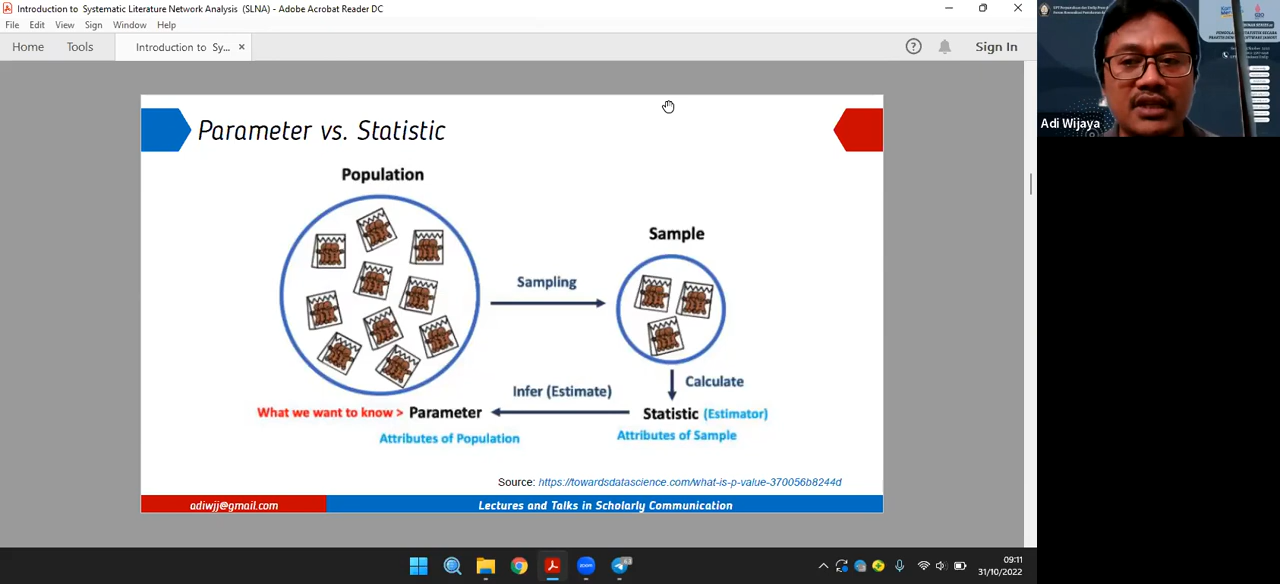 Introduction to Systematic Literature Network Analysis (SLNA) - Adobe Acrobat Reader DC
File Edit View Sign Window Help
Home Tools Introduction to Sy... × Sign In
Adi Wijaya
Parameter vs. Statistic
Population
Sample
Sampling
Calculate
Infer (Estimate)
What we want to know > Parameter
Statistic (Estimator)
Attributes of Population
Attributes of Sample
Source: https://towardsdatascience.com/what-is-p-value-370056b8244d
adiwjj@gmail.com Lectures and Talks in Scholarly Communication
zoom
09:11
31/10/2022